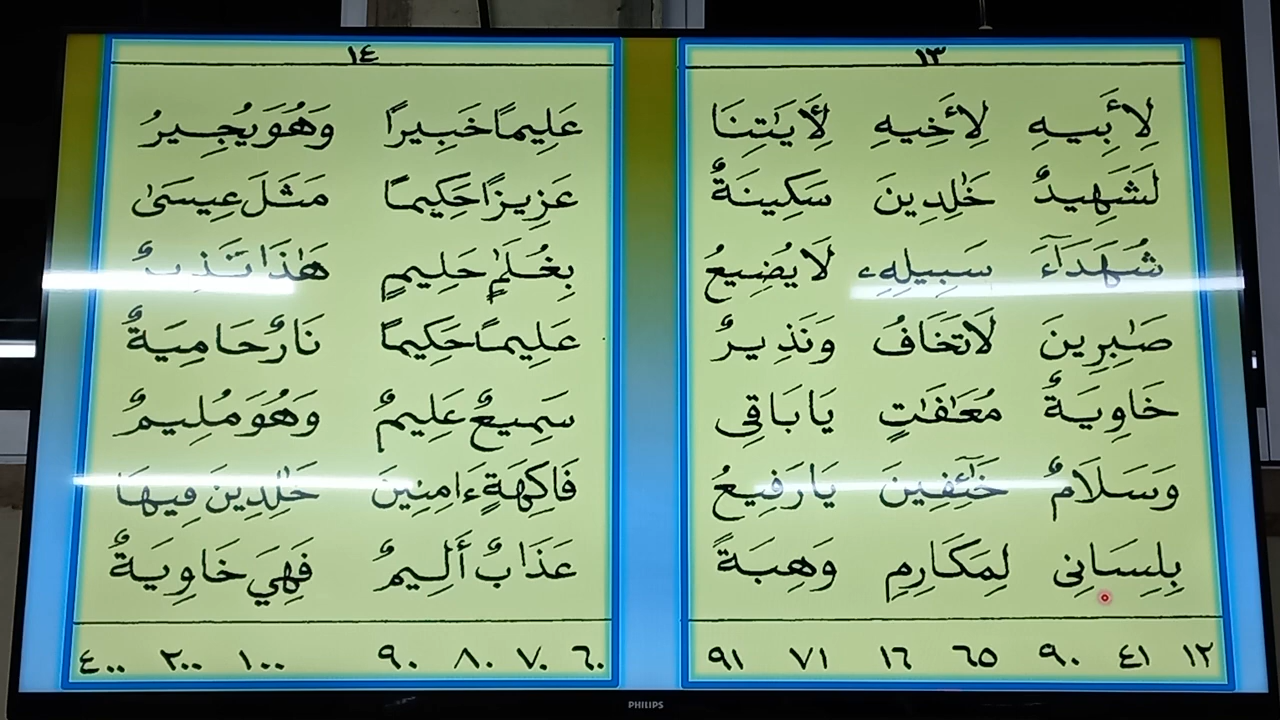 ١٣
لِأَبِيهِ لِأَخِيهِ لِأَيَٰتِنَا
لَشَهِيدٌ خَٰلِدِينَ سَكِينَةٌ
شُهَدَآءَ سَبِيلِهِۦ لَا يُضِيعُ
صَٰبِرِينَ لَا تَخَافُ وَنَذِيرٌ
خَاوِيَةٌ مُعَافَٰتٍ يَا بَاقِى
وَسَلَامٌ خَآئِفِينَ يَا رَفِيعُ
بِلِسَانِى لِمَكَارِمِ وَهِبَةً
١٢ ٤١ ٩٠ ٦٥ ١٦ ٧١ ٩١
١٤
عَلِيمًا خَبِيرًا وَهُوَ يُجِيرُ
عَزِيزًا حَكِيمًا مَثَلَ عِيسَىٰ
بِغُلَٰمٍ حَلِيمٍ هَٰذَا نَذِيرٌ
عَلِيمًا حَكِيمًا نَارٌ حَامِيَةٌ
سَمِيعٌ عَلِيمٌ وَهُوَ مُلِيمٌ
فَاكِهَةٍ ءَامِنِينَ خَٰلِدِينَ فِيهَا
عَذَابٌ أَلِيمٌ فَهِيَ خَاوِيَةٌ
٦٠ ٧٠ ٨٠ ٩٠ ١٠٠ ٢٠٠ ٤٠٠
PHILIPS